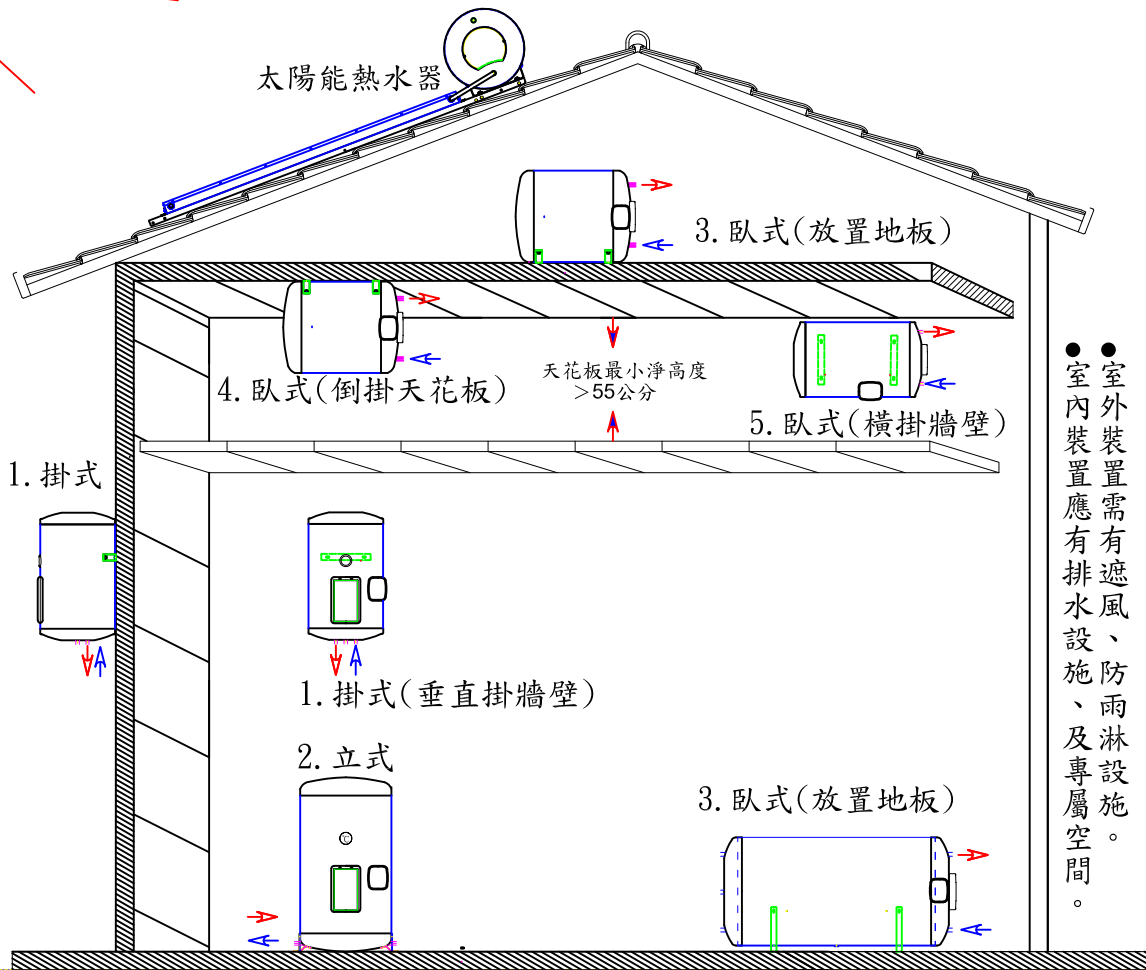 太陽能熱水器
3. 臥式(放置地板)
4. 臥式(倒掛天花板)
天花板最小淨高度
>55公分
5. 臥式(橫掛牆壁)
1. 掛式
1. 掛式(垂直掛牆壁)
2. 立式
℃
3. 臥式(放置地板)
●室外裝置需有遮風、防雨淋設施。
●室內裝置應有排水設施、及專屬空間。